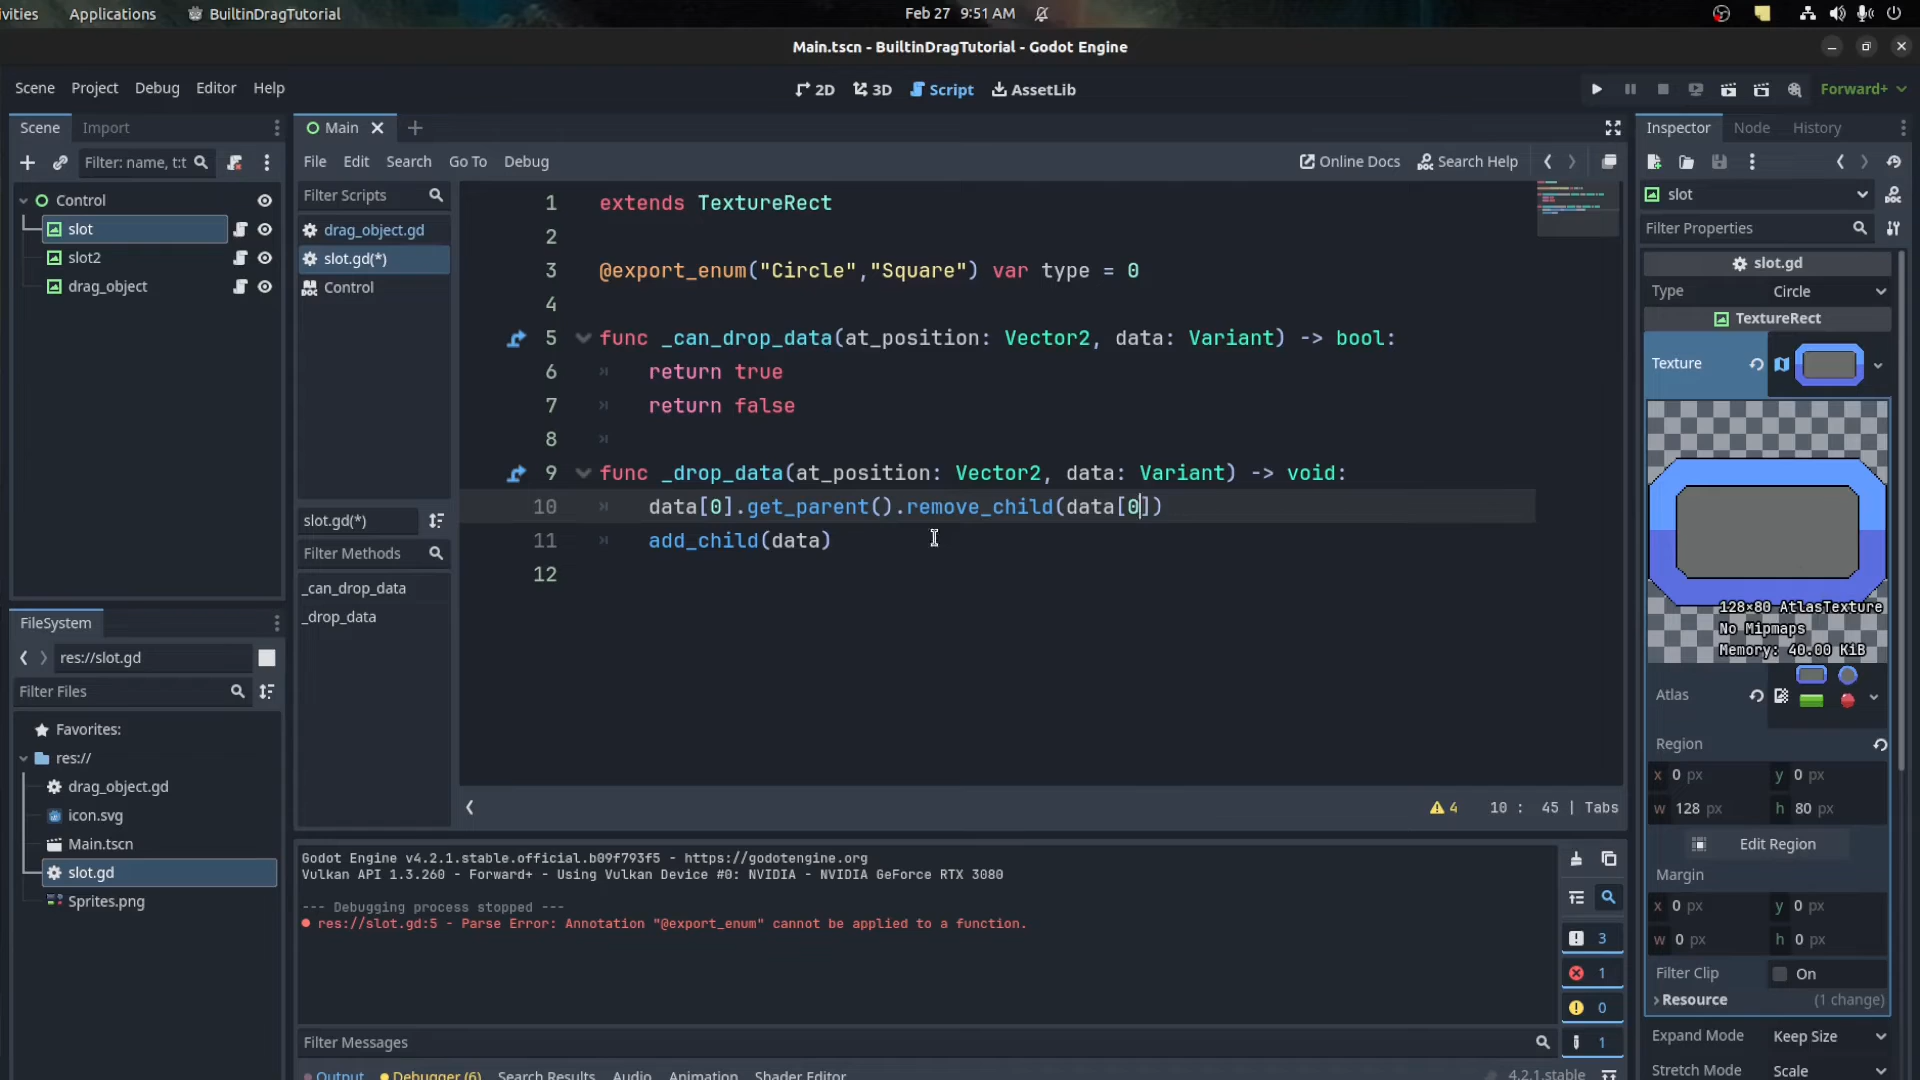 ivities
Applications
BuiltinDragTutorial
Feb 27 9:51 AM
Main.tscn - BuiltinDragTutorial - Godot Engine
Scene
Project
Debug
Editor
Help
2D
3D
Script
AssetLib
Forward+
Scene
Import
Filter: name, t:t
Control
slot
slot2
drag_object
Main
File
Edit
Search
Go To
Debug
Online Docs
Search Help
Filter Scripts
drag_object.gd
slot.gd(*)
Control
slot.gd(*)
Filter Methods
_can_drop_data
_drop_data
1 extends TextureRect
2
3 @export_enum("Circle","Square") var type = 0
4
5 func _can_drop_data(at_position: Vector2, data: Variant) -> bool:
6 return true
7 return false
8
9 func _drop_data(at_position: Vector2, data: Variant) -> void:
10 data[0].get_parent().remove_child(data[0])
11 add_child(data)
12
4 10 : 45 | Tabs
FileSystem
res://slot.gd
Filter Files
Favorites:
res://
drag_object.gd
icon.svg
Main.tscn
slot.gd
Sprites.png
Godot Engine v4.2.1.stable.official.b09f793f5 - https://godotengine.org
Vulkan API 1.3.260 - Forward+ - Using Vulkan Device #0: NVIDIA - NVIDIA GeForce RTX 3080
--- Debugging process stopped ---
res://slot.gd:5 - Parse Error: Annotation "@export_enum" cannot be applied to a function.
3
1
0
1
Filter Messages
Output
Debugger (6)
Search Results
Audio
Animation
Shader Editor
4.2.1.stable
Inspector
Node
History
slot
Filter Properties
slot.gd
Type
Circle
TextureRect
Texture
128×80 AtlasTexture
No Mipmaps
Memory: 40.00 KiB
Atlas
Region
x 0 px
y 0 px
w 128 px
h 80 px
Edit Region
Margin
x 0 px
y 0 px
w 0 px
h 0 px
Filter Clip
On
Resource
(1 change)
Expand Mode
Keep Size
Stretch Mode
Scale